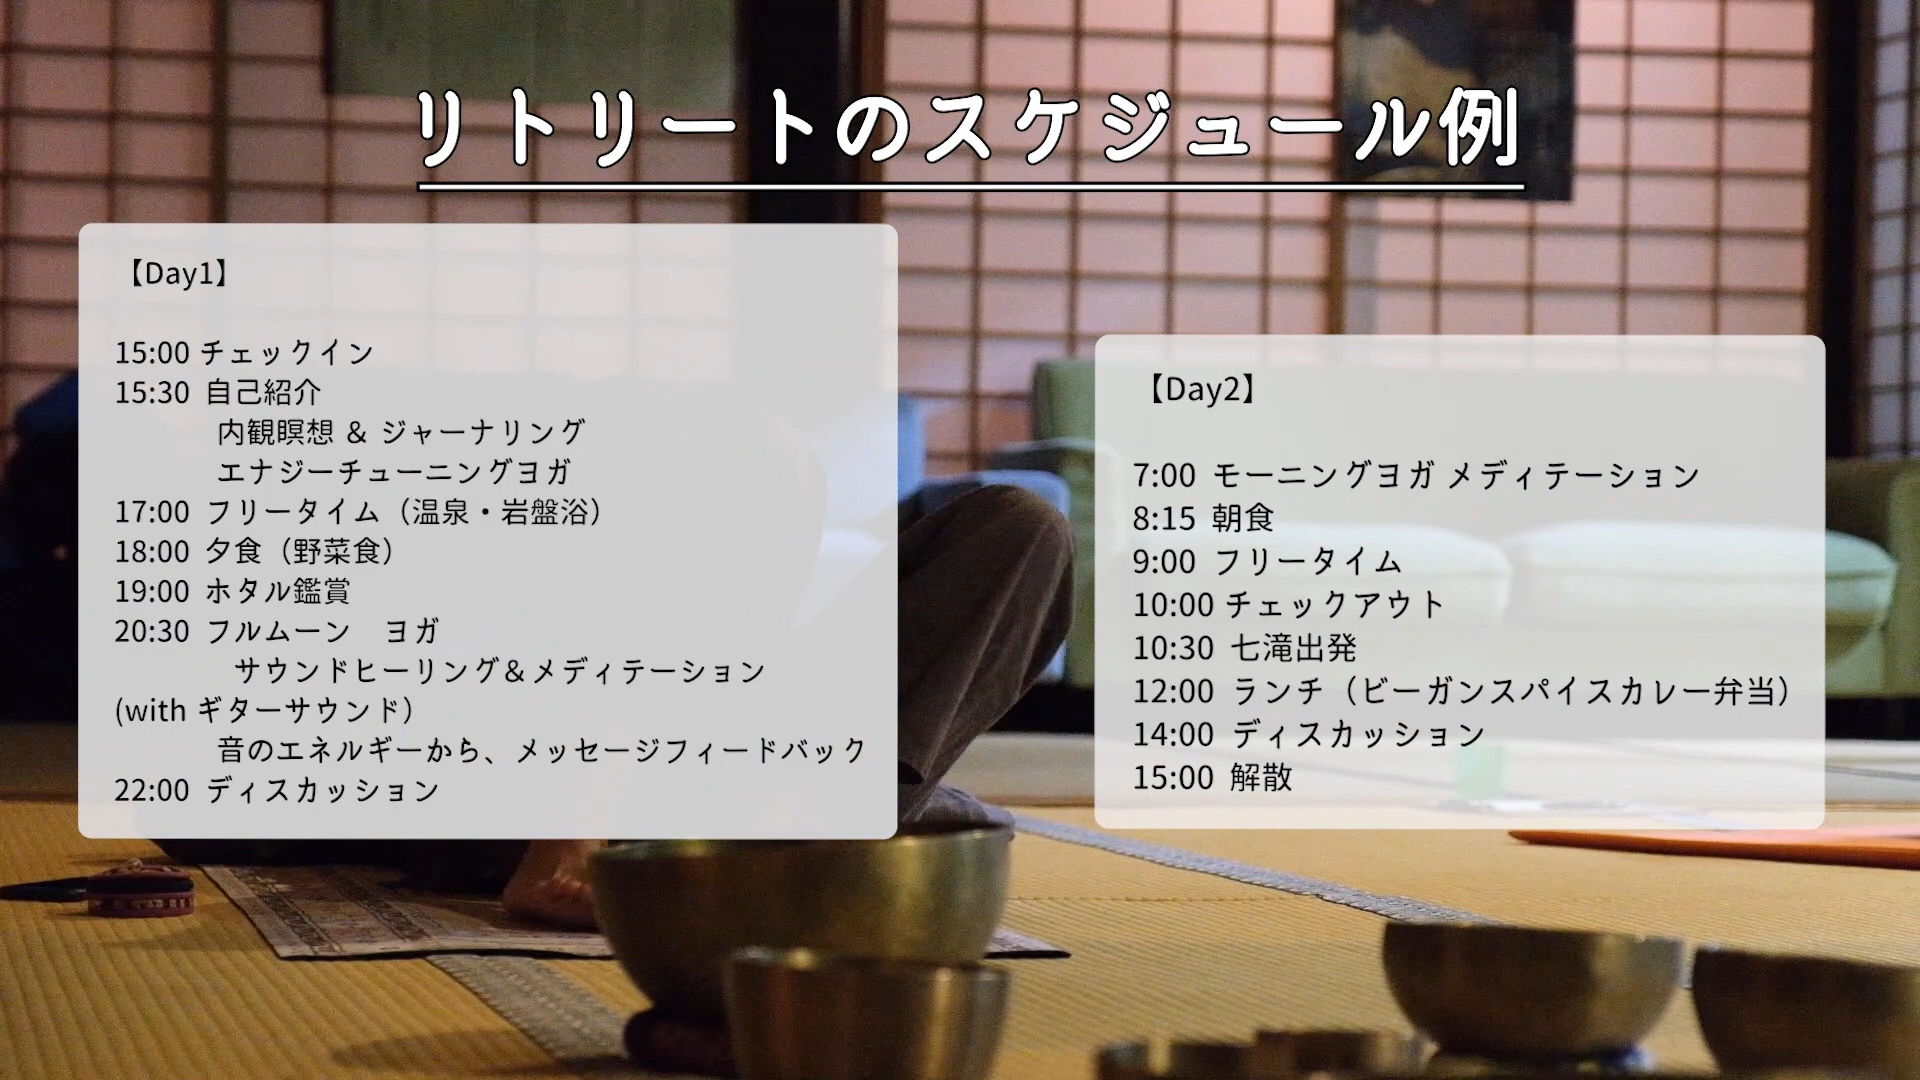 リトリートのスケジュール例
【Day1】
15:00 チェックイン
15:30 自己紹介
内観瞑想 & ジャーナリング
エナジーチューニングヨガ
17:00 フリータイム（温泉・岩盤浴）
18:00 夕食（野菜食）
19:00 ホタル鑑賞
20:30 フルムーン　ヨガ
サウンドヒーリング&メディテーション
(with ギターサウンド）
音のエネルギーから、メッセージフィードバック
22:00 ディスカッション
【Day2】
7:00 モーニングヨガ メディテーション
8:15 朝食
9:00 フリータイム
10:00 チェックアウト
10:30 七滝出発
12:00 ランチ（ビーガンスパイスカレー弁当）
14:00 ディスカッション
15:00 解散